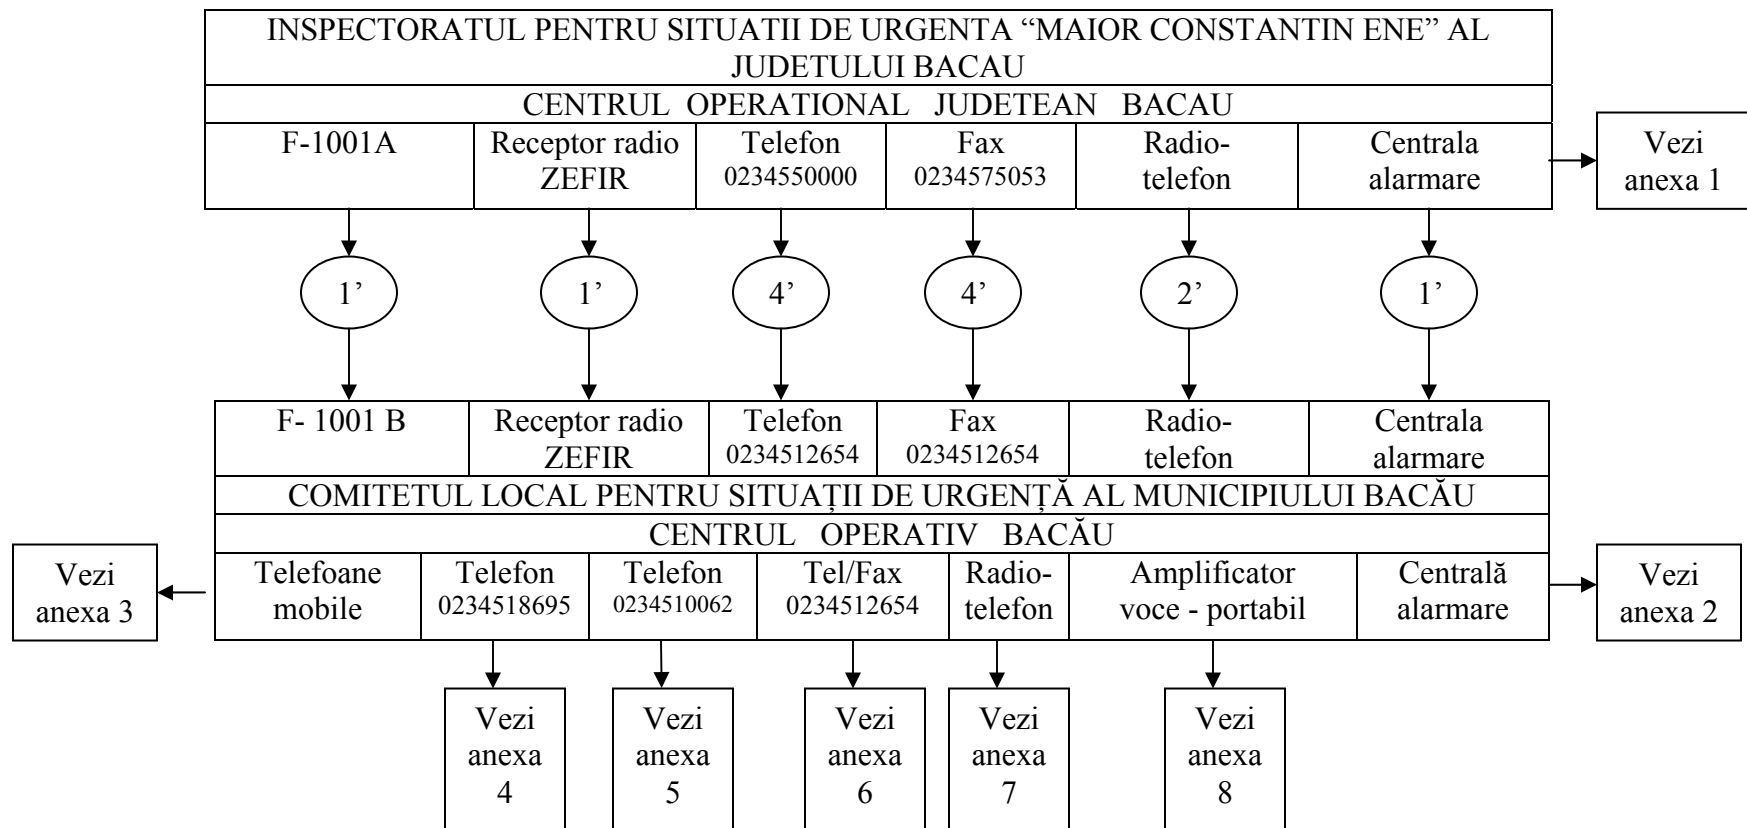 INSPECTORATUL PENTRU SITUATII DE URGENTA “MAIOR CONSTANTIN ENE” AL
JUDETULUI BACAU
CENTRUL OPERATIONAL JUDETEAN BACAU
F-1001A
Receptor radio
ZEFIR
Telefon
0234550000
Fax
0234575053
Radio-
telefon
Centrala
alarmare
Vezi
anexa 1
1’
1’
4’
4’
2’
1’
F- 1001 B
Receptor radio
ZEFIR
Telefon
0234512654
Fax
0234512654
Radio-
telefon
Centrala
alarmare
COMITETUL LOCAL PENTRU SITUAȚII DE URGENȚĂ AL MUNICIPIULUI BACĂU
CENTRUL OPERATIV BACĂU
Vezi
anexa 3
Telefoane
mobile
Telefon
0234518695
Telefon
0234510062
Tel/Fax
0234512654
Radio-
telefon
Amplificator
voce - portabil
Centrală
alarmare
Vezi
anexa 2
Vezi
anexa
4
Vezi
anexa
5
Vezi
anexa
6
Vezi
anexa
7
Vezi
anexa
8